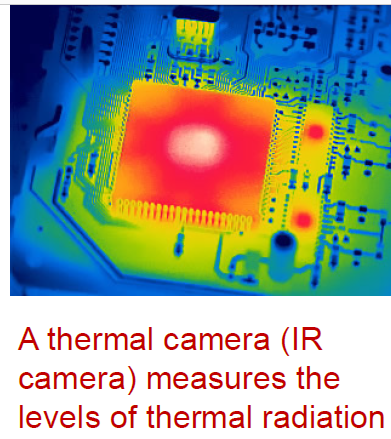 A thermal camera (IR
camera) measures the
levels of thermal radiation